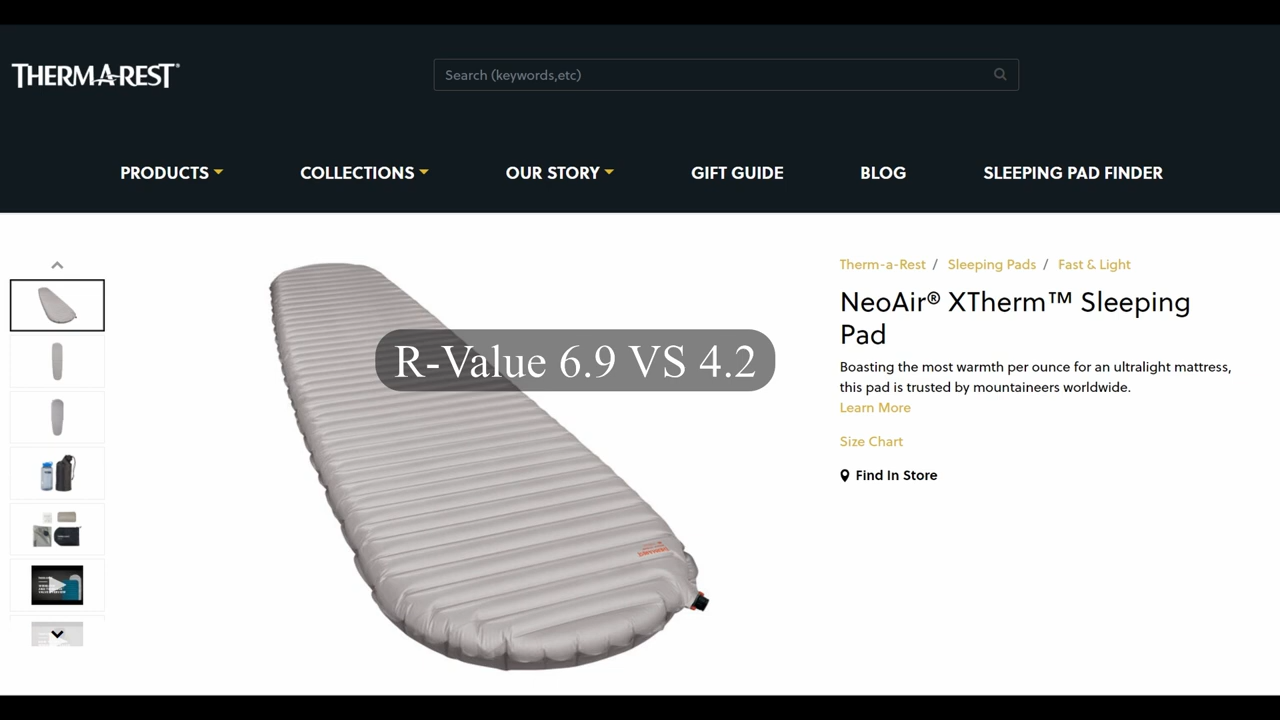 THERMAREST®
Search (keywords,etc)
PRODUCTS
COLLECTIONS
OUR STORY
GIFT GUIDE
BLOG
SLEEPING PAD FINDER
Therm-a-Rest / Sleeping Pads / Fast & Light
NeoAir® XTherm™ Sleeping
Pad
Boasting the most warmth per ounce for an ultralight mattress,
this pad is trusted by mountaineers worldwide.
Learn More
Size Chart
Find In Store
R-Value 6.9 VS 4.2